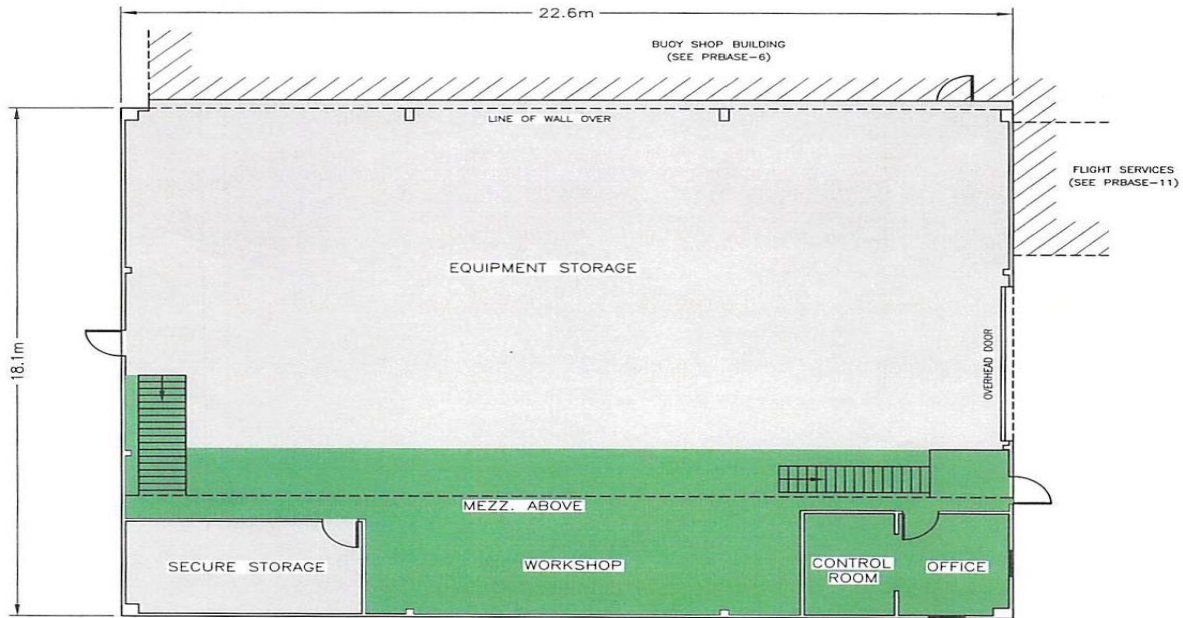 22.6m
BUOY SHOP BUILDING
(SEE PRBASE-6)
LINE OF WALL OVER
FLIGHT SERVICES
(SEE PRBASE-11)
EQUIPMENT STORAGE
OVERHEAD DOOR
18.1m
MEZZ. ABOVE
SECURE STORAGE
WORKSHOP
CONTROL
ROOM
OFFICE